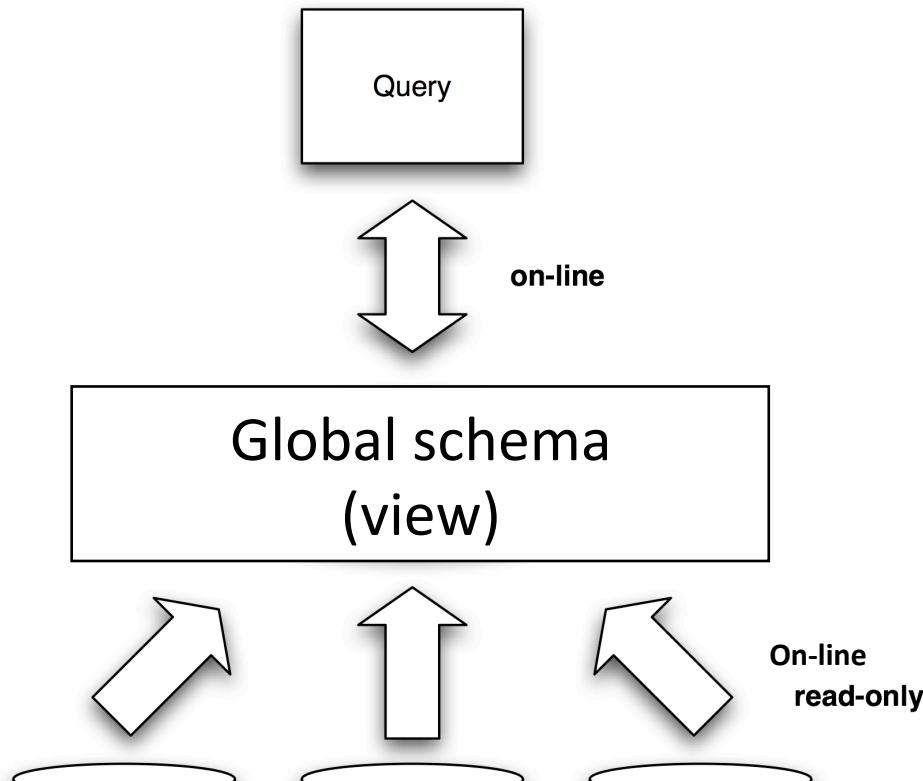 Query
on-line
Global schema
(view)
On-line
read-only